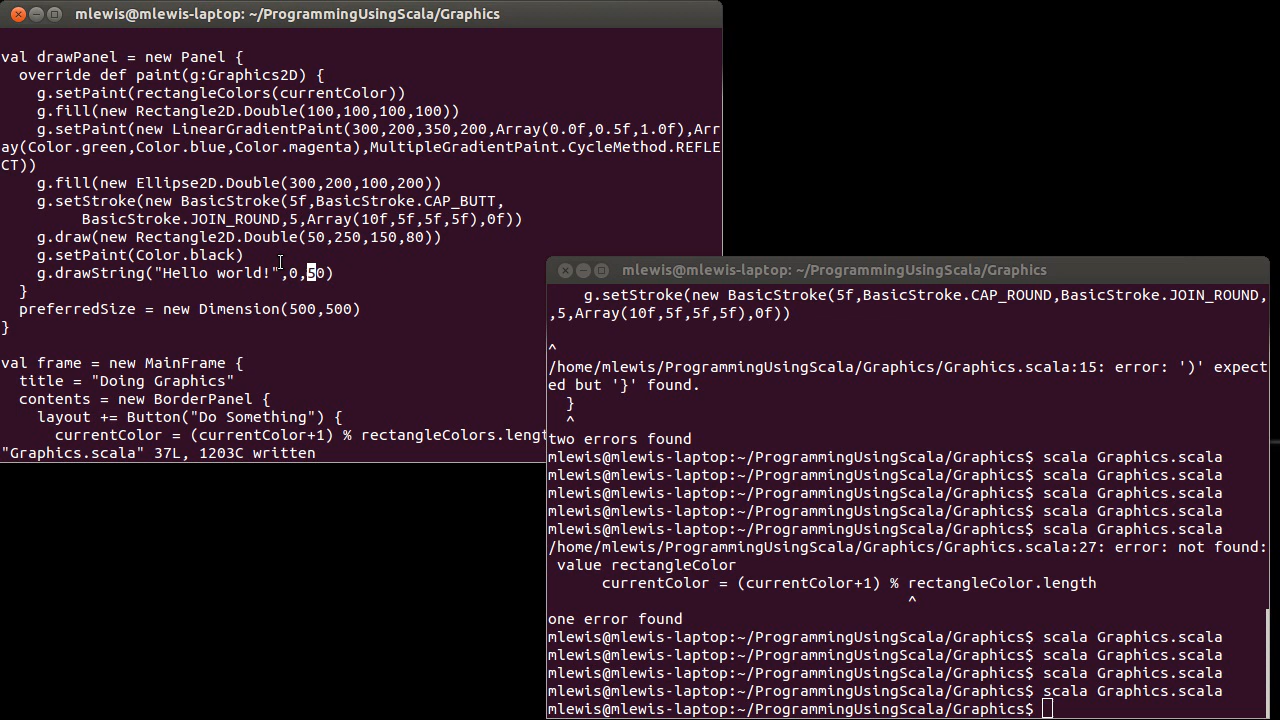 mlewis@mlewis-laptop: ~/ProgrammingUsingScala/Graphics
val drawPanel = new Panel {
  override def paint(g:Graphics2D) {
    g.setPaint(rectangleColors(currentColor))
    g.fill(new Rectangle2D.Double(100,100,100,100))
    g.setPaint(new LinearGradientPaint(300,200,350,200,Array(0.0f,0.5f,1.0f),Arr
ay(Color.green,Color.blue,Color.magenta),MultipleGradientPaint.CycleMethod.REFLE
CT))
    g.fill(new Ellipse2D.Double(300,200,100,200))
    g.setStroke(new BasicStroke(5f,BasicStroke.CAP_BUTT,
         BasicStroke.JOIN_ROUND,5,Array(10f,5f,5f,5f),0f))
    g.draw(new Rectangle2D.Double(50,250,150,80))
    g.setPaint(Color.black)
    g.drawString("Hello world!",0,50)
  }
  preferredSize = new Dimension(500,500)
}
val frame = new MainFrame {
  title = "Doing Graphics"
  contents = new BorderPanel {
    layout += Button("Do Something") {
      currentColor = (currentColor+1) % rectangleColors.lengt
"Graphics.scala" 37L, 1203C written
mlewis@mlewis-laptop: ~/ProgrammingUsingScala/Graphics
    g.setStroke(new BasicStroke(5f,BasicStroke.CAP_ROUND,BasicStroke.JOIN_ROUND,
,5,Array(10f,5f,5f,5f),0f))
^
/home/mlewis/ProgrammingUsingScala/Graphics/Graphics.scala:15: error: ')' expect
ed but '}' found.
  }
  ^
two errors found
mlewis@mlewis-laptop:~/ProgrammingUsingScala/Graphics$ scala Graphics.scala
mlewis@mlewis-laptop:~/ProgrammingUsingScala/Graphics$ scala Graphics.scala
mlewis@mlewis-laptop:~/ProgrammingUsingScala/Graphics$ scala Graphics.scala
mlewis@mlewis-laptop:~/ProgrammingUsingScala/Graphics$ scala Graphics.scala
mlewis@mlewis-laptop:~/ProgrammingUsingScala/Graphics$ scala Graphics.scala
/home/mlewis/ProgrammingUsingScala/Graphics/Graphics.scala:27: error: not found:
 value rectangleColor
      currentColor = (currentColor+1) % rectangleColor.length
                                        ^
one error found
mlewis@mlewis-laptop:~/ProgrammingUsingScala/Graphics$ scala Graphics.scala
mlewis@mlewis-laptop:~/ProgrammingUsingScala/Graphics$ scala Graphics.scala
mlewis@mlewis-laptop:~/ProgrammingUsingScala/Graphics$ scala Graphics.scala
mlewis@mlewis-laptop:~/ProgrammingUsingScala/Graphics$ scala Graphics.scala
mlewis@mlewis-laptop:~/ProgrammingUsingScala/Graphics$